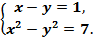 x − y = 1,
x² − y² = 7.